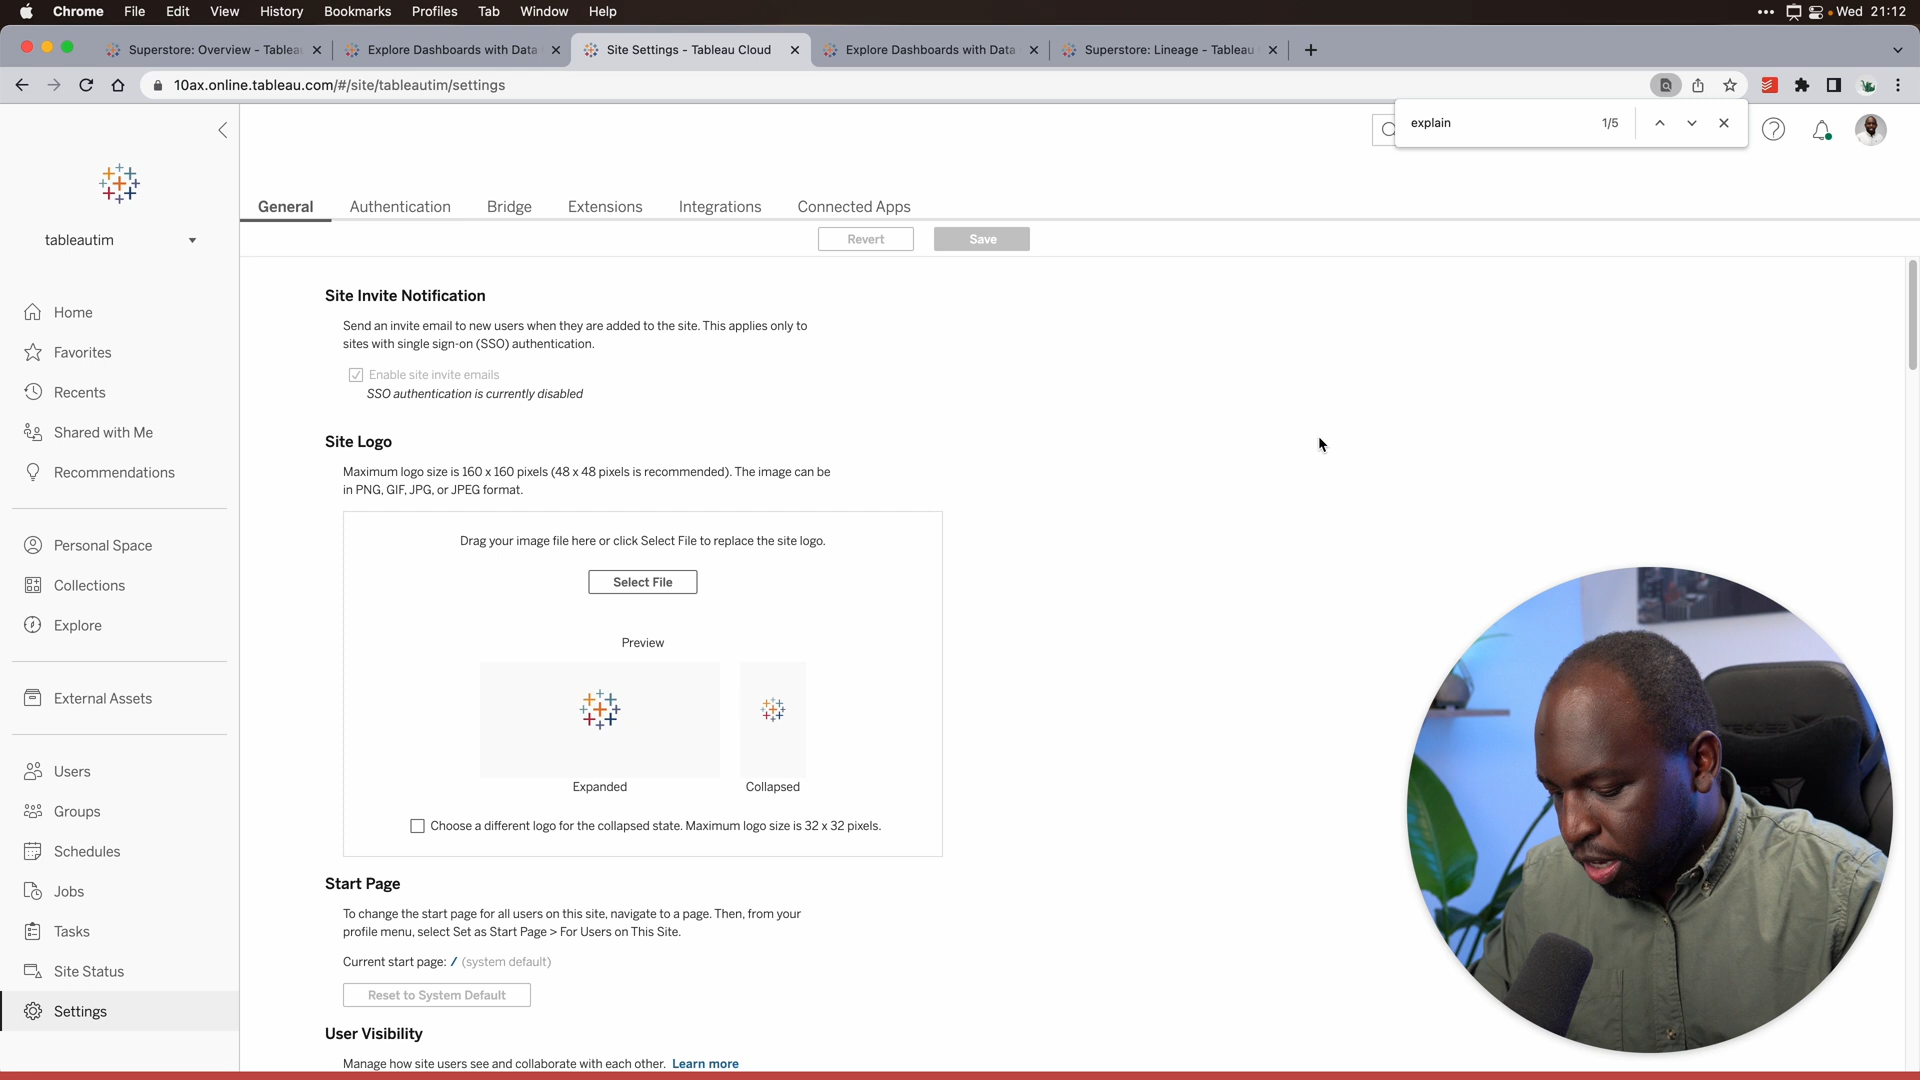 Chrome File Edit View History Bookmarks Profiles Tab Window Help
Wed 21:12
Superstore: Overview - Tablea
Explore Dashboards with Data
Site Settings - Tableau Cloud
Explore Dashboards with Data
Superstore: Lineage - Tableau
10ax.online.tableau.com/#/site/tableautim/settings
explain 1/5
tableautim
Home
Favorites
Recents
Shared with Me
Recommendations
Personal Space
Collections
Explore
External Assets
Users
Groups
Schedules
Jobs
Tasks
Site Status
Settings
General Authentication Bridge Extensions Integrations Connected Apps
Revert Save
Site Invite Notification
Send an invite email to new users when they are added to the site. This applies only to
sites with single sign-on (SSO) authentication.
Enable site invite emails
SSO authentication is currently disabled
Site Logo
Maximum logo size is 160 x 160 pixels (48 x 48 pixels is recommended). The image can be
in PNG, GIF, JPG, or JPEG format.
Drag your image file here or click Select File to replace the site logo.
Select File
Preview
Expanded Collapsed
Choose a different logo for the collapsed state. Maximum logo size is 32 x 32 pixels.
Start Page
To change the start page for all users on this site, navigate to a page. Then, from your
profile menu, select Set as Start Page > For Users on This Site.
Current start page: / (system default)
Reset to System Default
User Visibility
Manage how site users see and collaborate with each other. Learn more